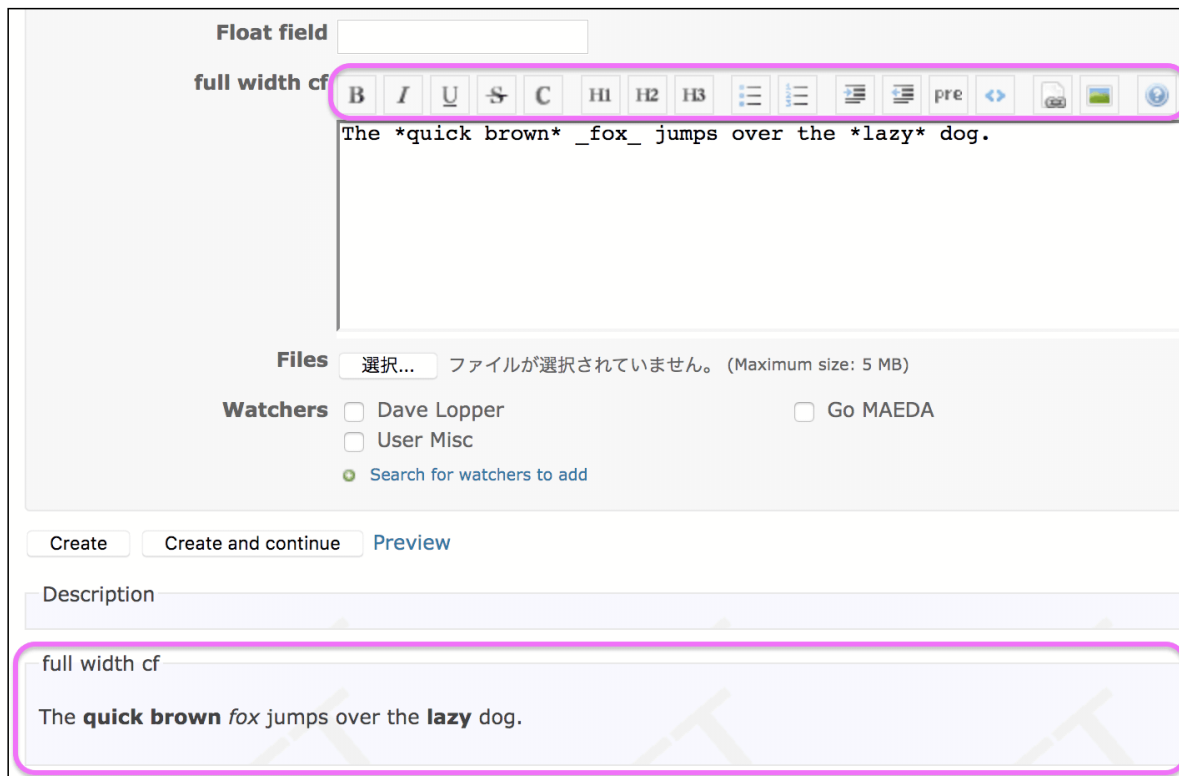 Float field
full width cf
B I U S C H1 H2 H3 pre <>
The *quick brown* _fox_ jumps over the *lazy* dog.
Files 選択... ファイルが選択されていません。 (Maximum size: 5 MB)
Watchers Dave Lopper Go MAEDA
User Misc
Search for watchers to add
Create Create and continue Preview
Description
full width cf
The quick brown fox jumps over the lazy dog.